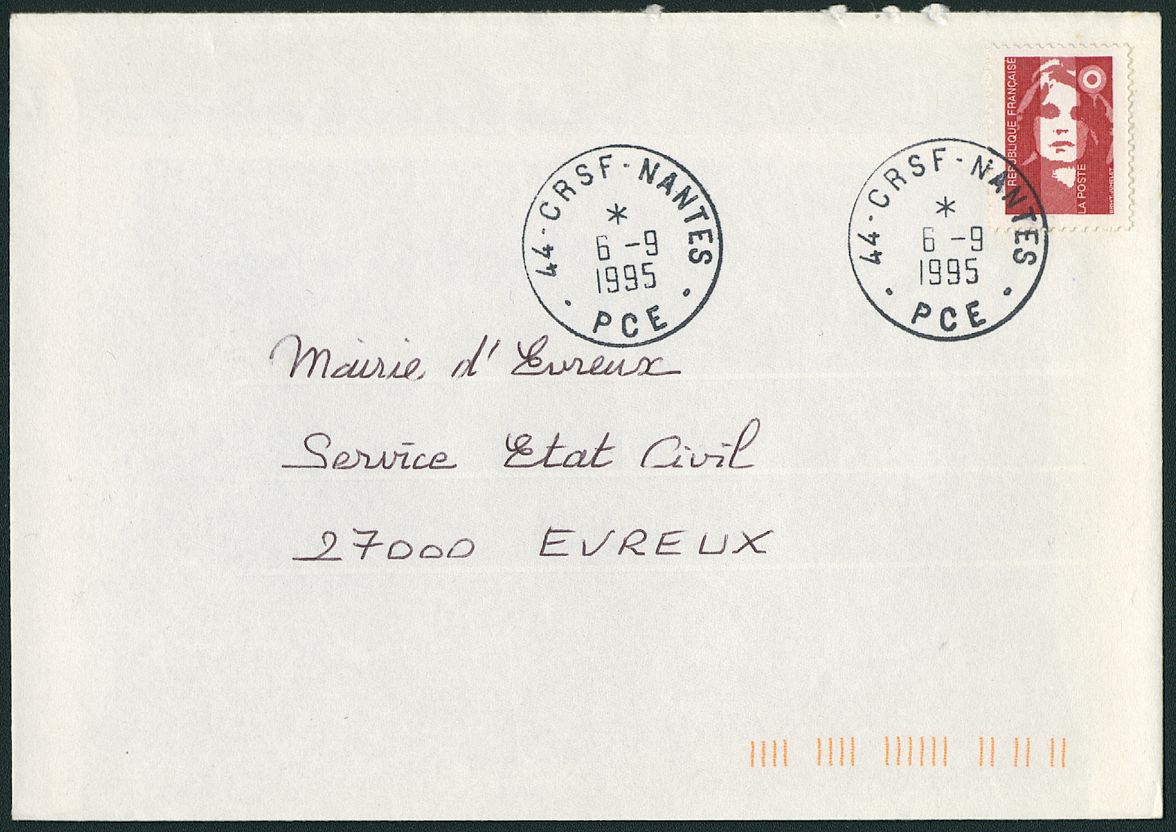 RÉPUBLIQUE FRANÇAISE
LA POSTE
44 - CRSF - NANTES
*
6 -9
1995
• PCE •
44 - CRSF - NANTES
*
6 -9
1995
• PCE •
Mairie d'Evreux
Service Etat Civil
27000 EVREUX